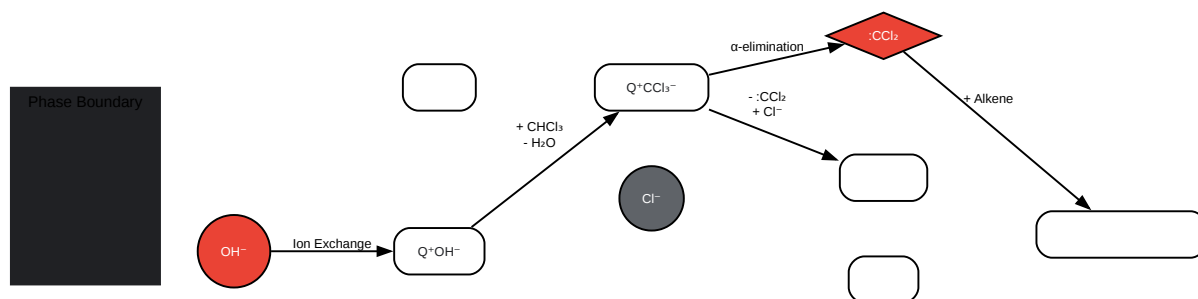 Phase Boundary
OH⁻
Ion Exchange
Q⁺OH⁻
+ CHCl₃
- H₂O
Q⁺CCl₃⁻
Cl⁻
α-elimination
- :CCl₂
+ Cl⁻
:CCl₂
+ Alkene